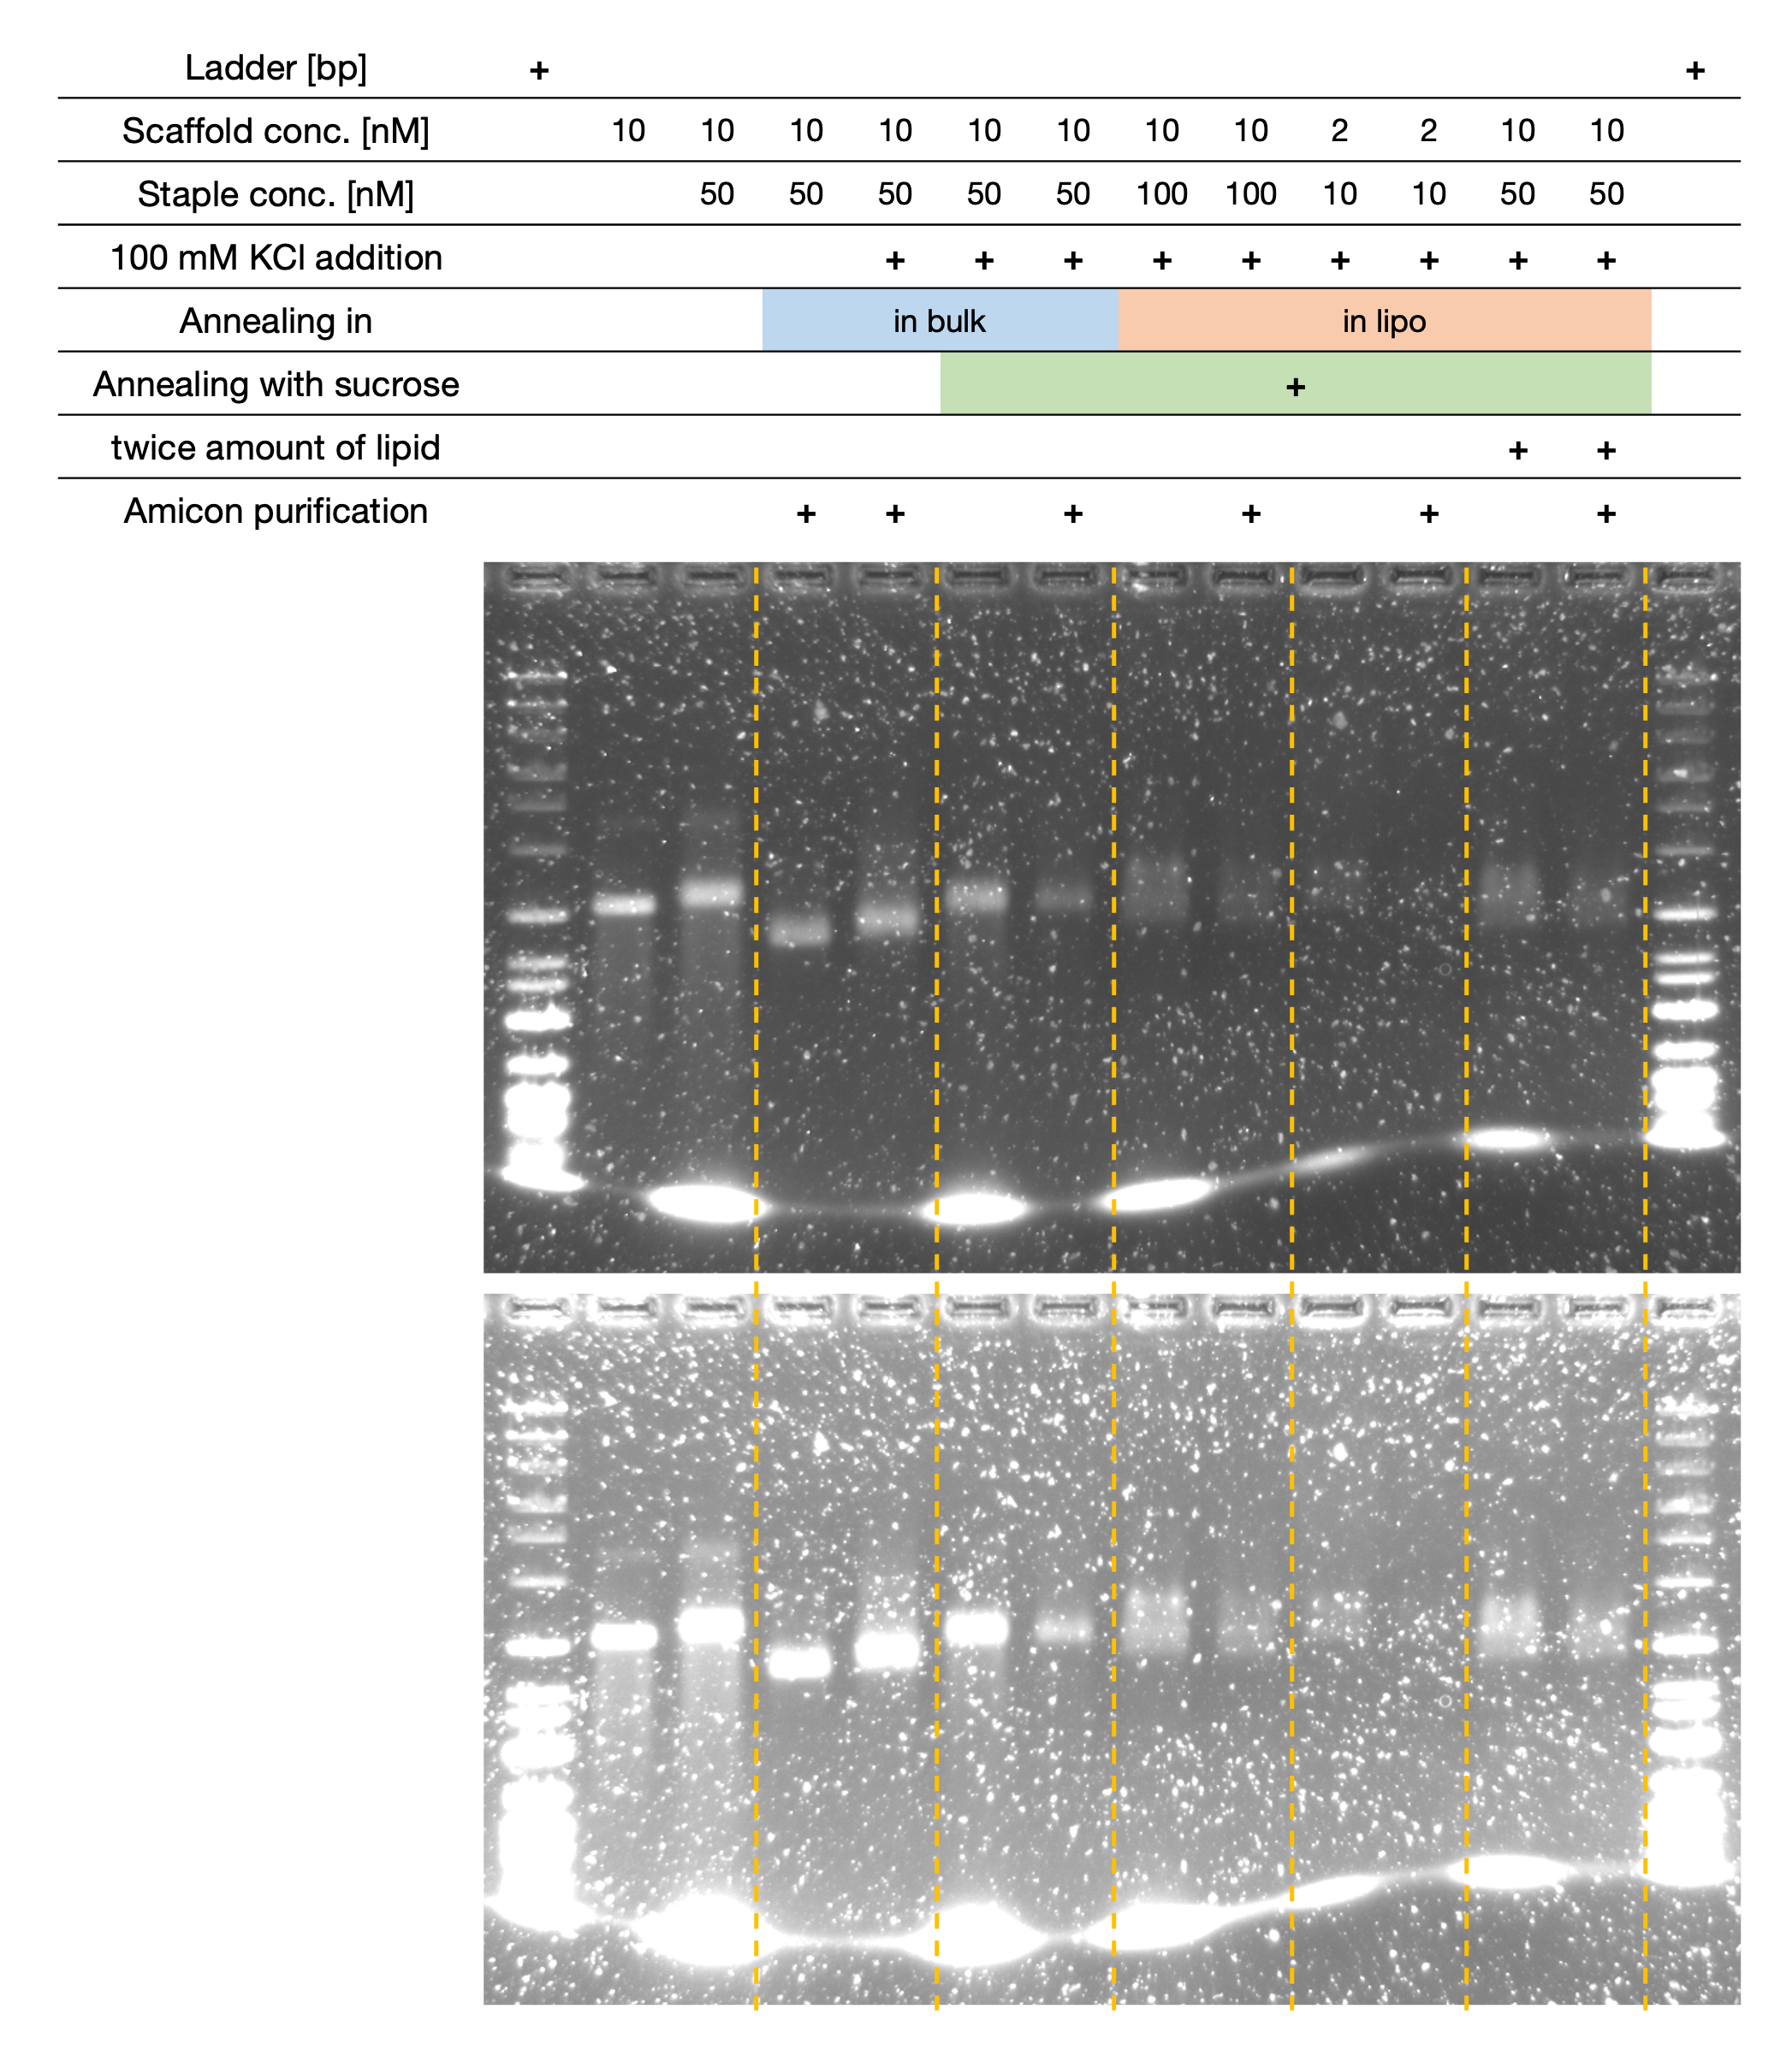 Ladder [bp] + +
Scaffold conc. [nM] 10 10 10 10 10 10 10 10 2 2 10 10
Staple conc. [nM] 50 50 50 50 50 100 100 10 10 50 50
100 mM KCl addition + + + + + + + + +
Annealing in in bulk in lipo
Annealing with sucrose +
twice amount of lipid + +
Amicon purification + + + + + +